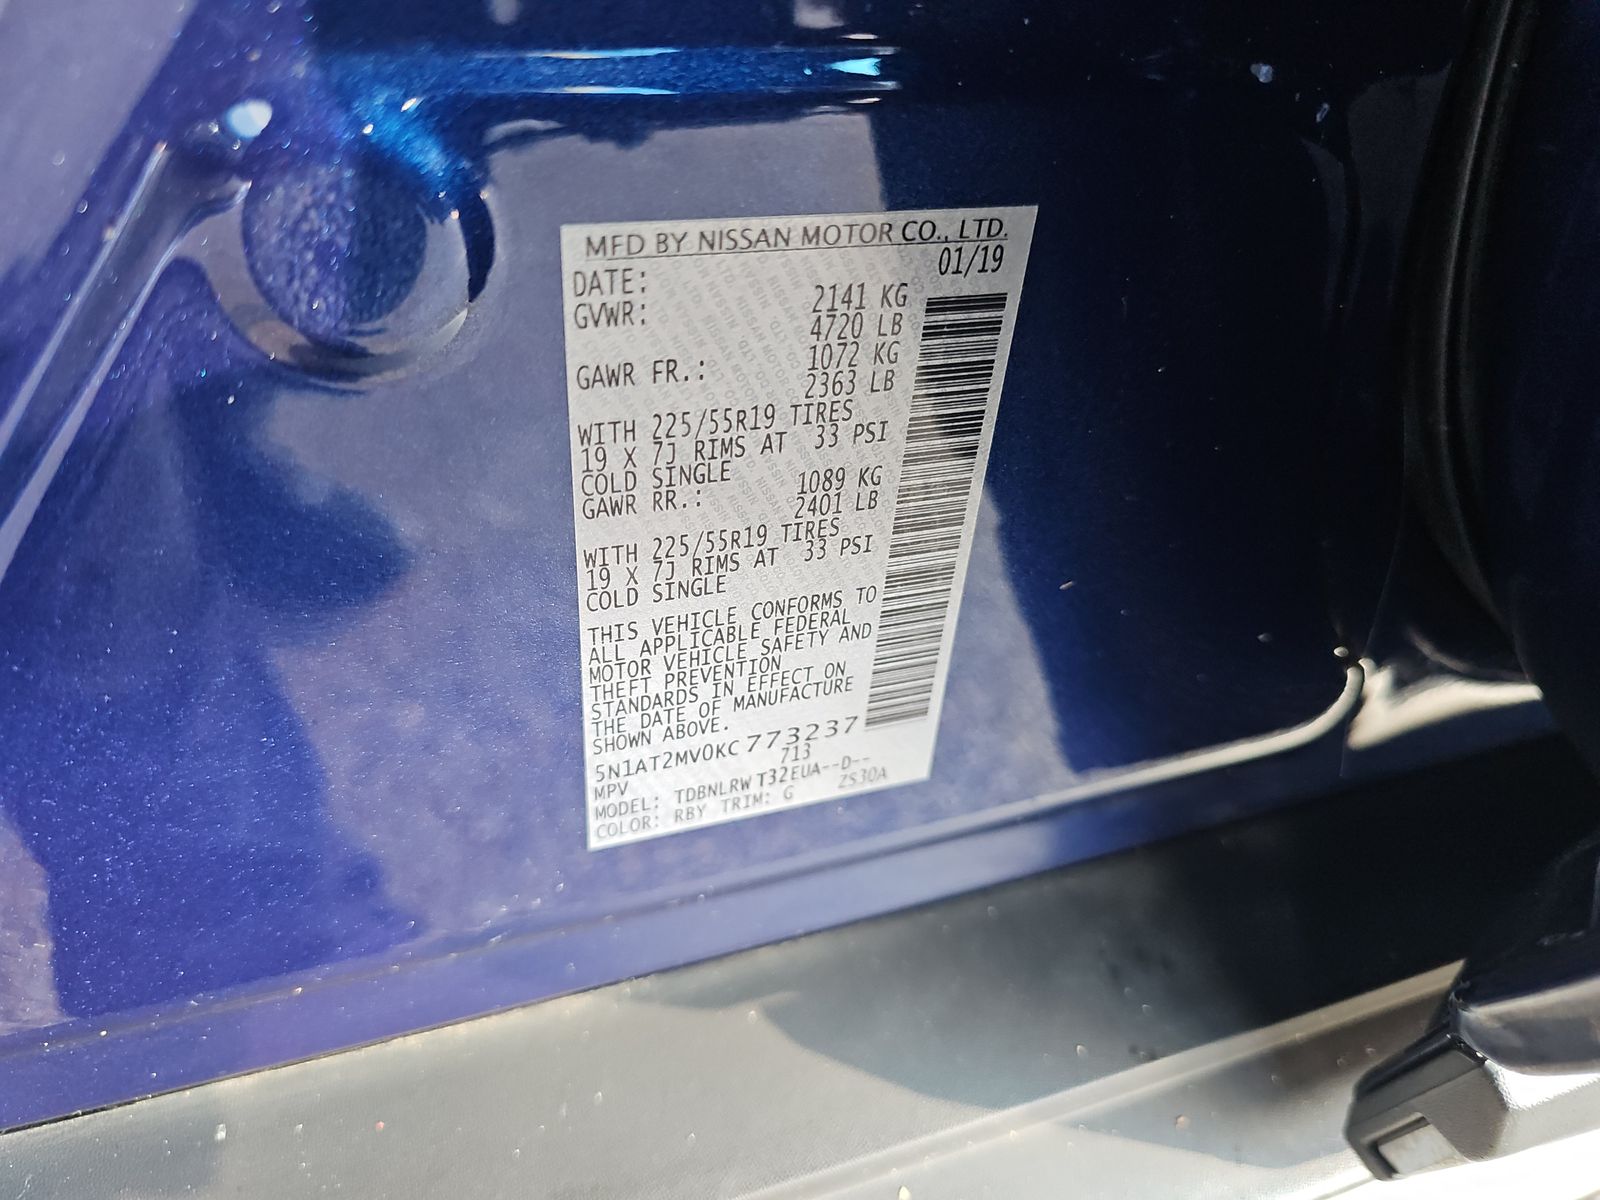 MFD BY NISSAN MOTOR CO., LTD.
DATE: 01/19
GVWR: 2141 KG
4720 LB
GAWR FR.: 1072 KG
2363 LB
WITH 225/55R19 TIRES
19 X 7J RIMS AT 33 PSI
COLD SINGLE
GAWR RR.: 1089 KG
2401 LB
WITH 225/55R19 TIRES
19 X 7J RIMS AT 33 PSI
COLD SINGLE
THIS VEHICLE CONFORMS TO
ALL APPLICABLE FEDERAL
MOTOR VEHICLE SAFETY AND
THEFT PREVENTION
STANDARDS IN EFFECT ON
THE DATE OF MANUFACTURE
SHOWN ABOVE.
5N1AT2MV0KC773237
MPV 713
MODEL: TDBNLRWT32EUA--D--
COLOR: RBY TRIM: G ZS30A